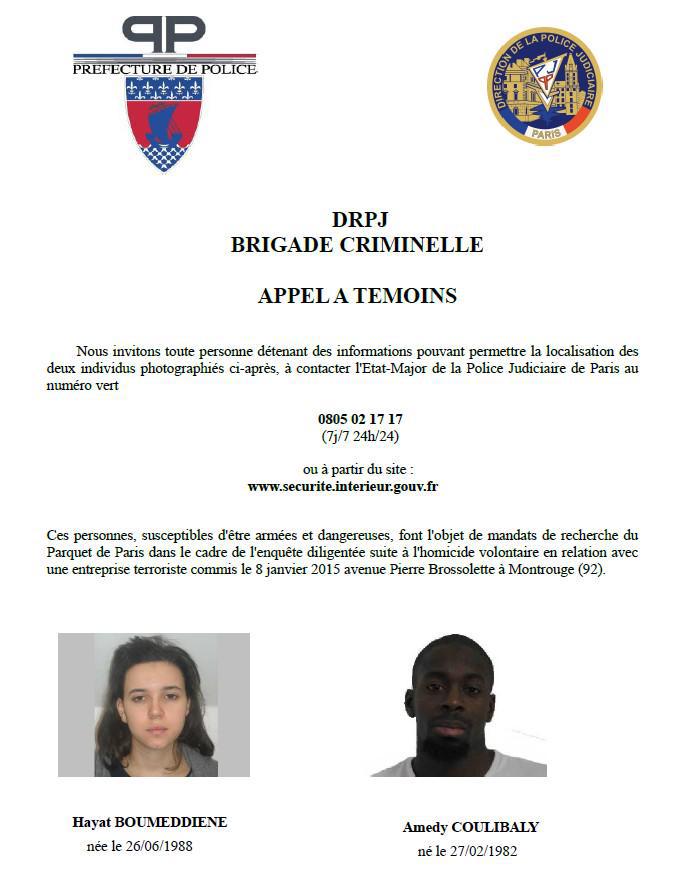 PP
PREFECTURE DE POLICE
DIRECTION DE LA POLICE JUDICIAIRE
PJ
PARIS
DRPJ
BRIGADE CRIMINELLE
APPEL A TEMOINS
Nous invitons toute personne détenant des informations pouvant permettre la localisation des
deux individus photographiés ci-après, à contacter l'Etat-Major de la Police Judiciaire de Paris au
numéro vert
0805 02 17 17
(7j/7 24h/24)
ou à partir du site :
www.securite.interieur.gouv.fr
Ces personnes, susceptibles d'être armées et dangereuses, font l'objet de mandats de recherche du
Parquet de Paris dans le cadre de l'enquête diligentée suite à l'homicide volontaire en relation avec
une entreprise terroriste commis le 8 janvier 2015 avenue Pierre Brossolette à Montrouge (92).
Hayat BOUMEDDIENE
née le 26/06/1988
Amedy COULIBALY
né le 27/02/1982